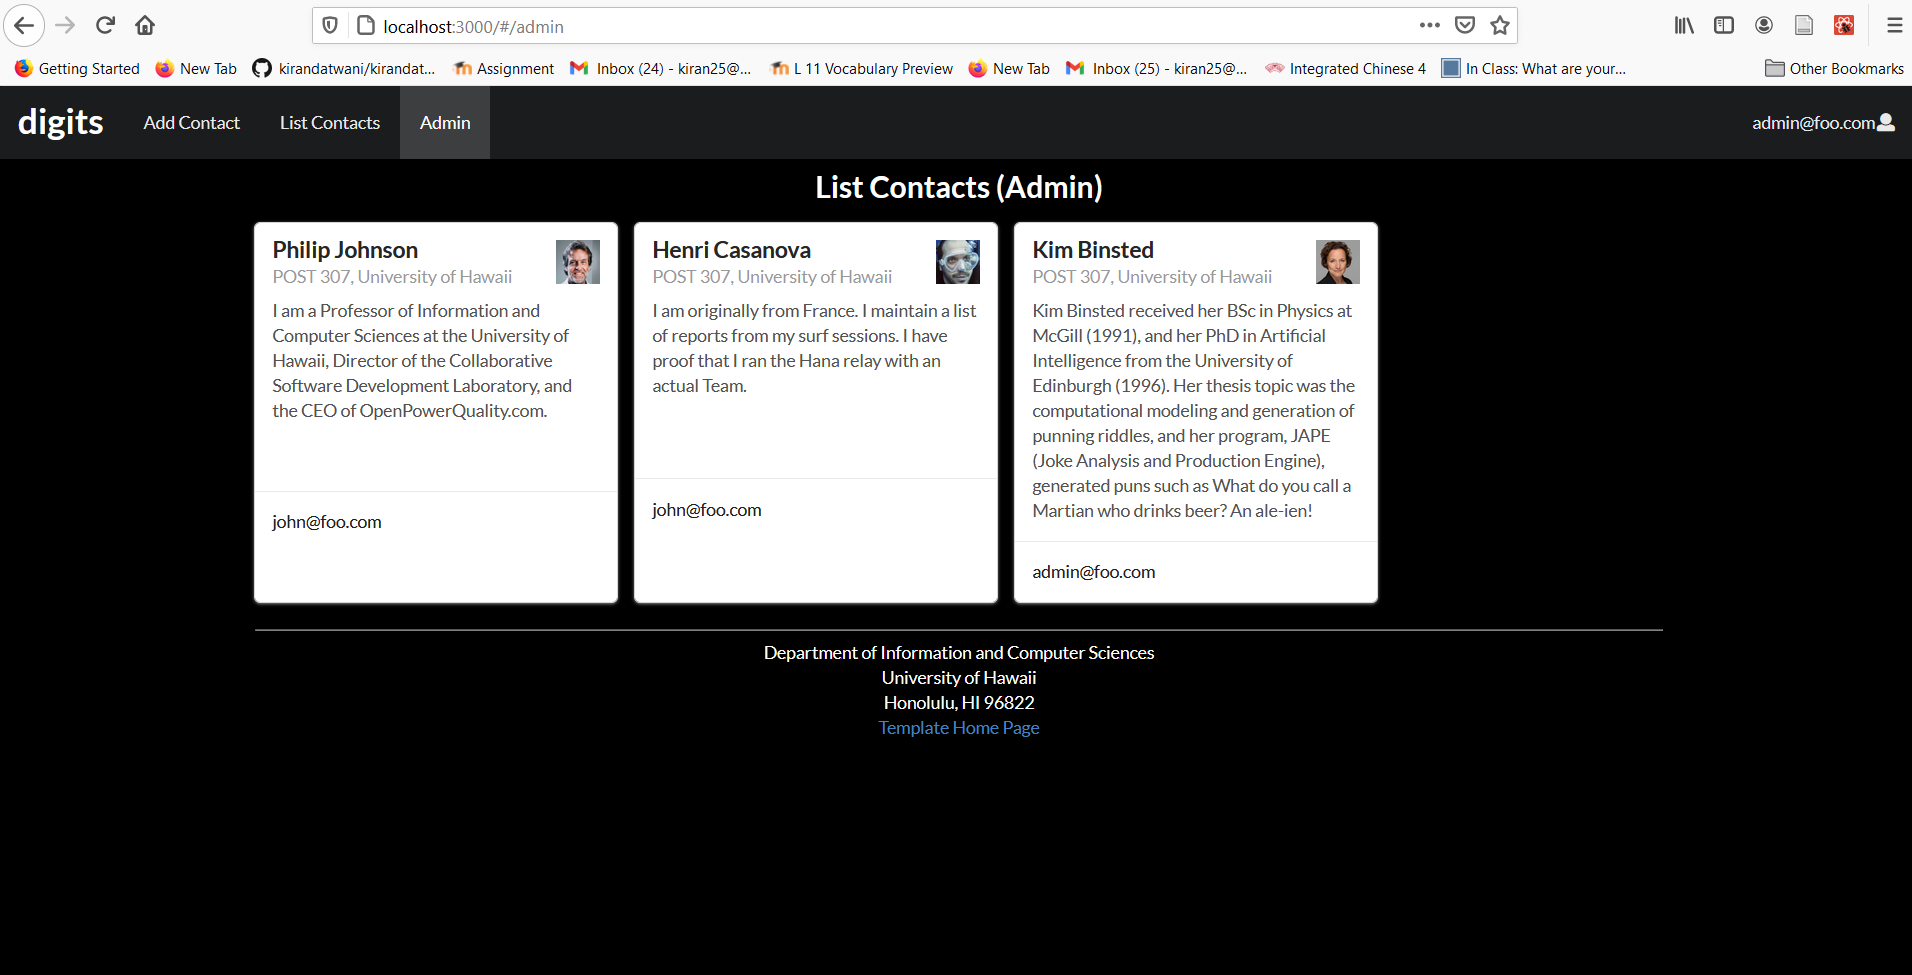 localhost:3000/#/admin
Getting Started New Tab kirandatwani/kirandat... Assignment Inbox (24) - kiran25@... L 11 Vocabulary Preview New Tab Inbox (25) - kiran25@... Integrated Chinese 4 In Class: What are your... Other Bookmarks
digits Add Contact List Contacts Admin admin@foo.com
List Contacts (Admin)
Philip Johnson
POST 307, University of Hawaii
I am a Professor of Information and
Computer Sciences at the University of
Hawaii, Director of the Collaborative
Software Development Laboratory, and
the CEO of OpenPowerQuality.com.
john@foo.com
Henri Casanova
POST 307, University of Hawaii
I am originally from France. I maintain a list
of reports from my surf sessions. I have
proof that I ran the Hana relay with an
actual Team.
john@foo.com
Kim Binsted
POST 307, University of Hawaii
Kim Binsted received her BSc in Physics at
McGill (1991), and her PhD in Artificial
Intelligence from the University of
Edinburgh (1996). Her thesis topic was the
computational modeling and generation of
punning riddles, and her program, JAPE
(Joke Analysis and Production Engine),
generated puns such as What do you call a
Martian who drinks beer? An ale-ien!
admin@foo.com
Department of Information and Computer Sciences
University of Hawaii
Honolulu, HI 96822
Template Home Page